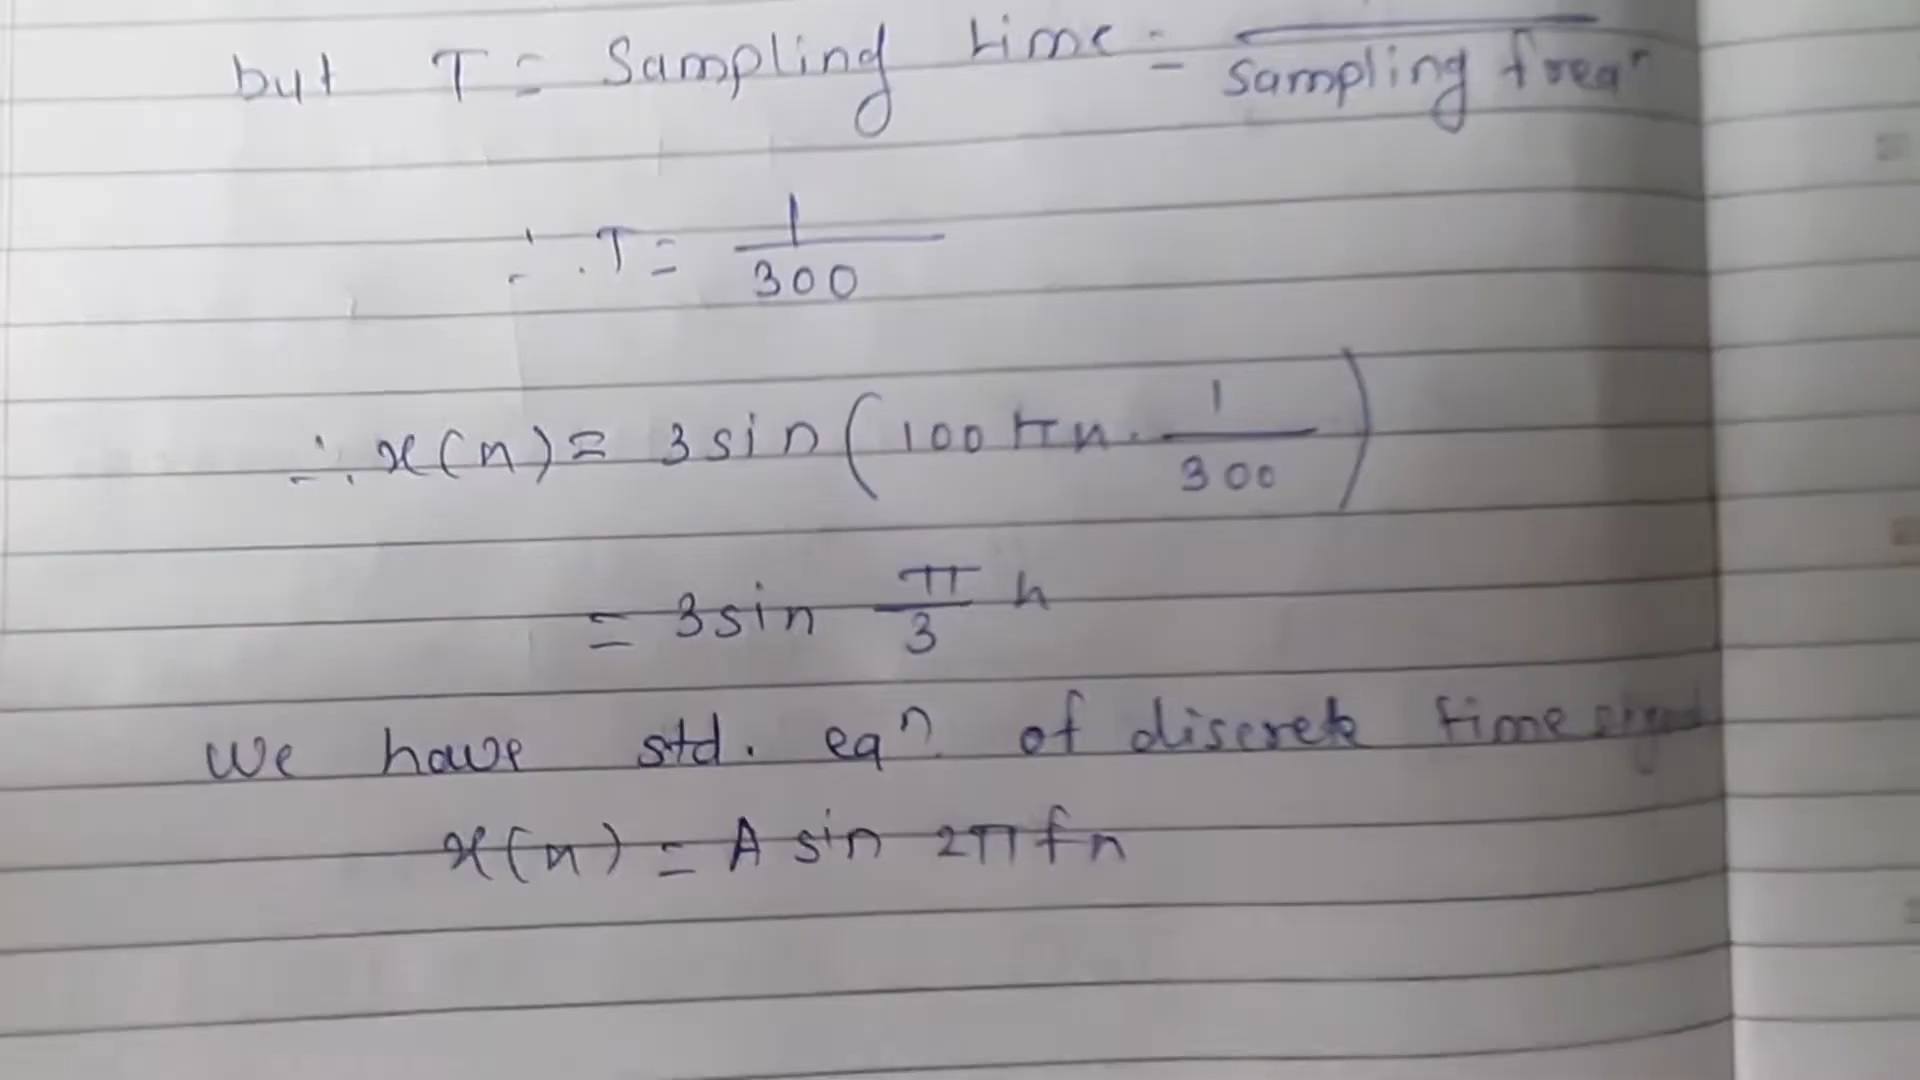 but T = Sampling time = ―――― / Sampling freqn
∴ T = 1/300
∴ x(n) = 3 sin (100 πn . 1/300)
= 3 sin π/3 n
We have std. eqn. of discrete time signal
x(n) = A sin 2πfn